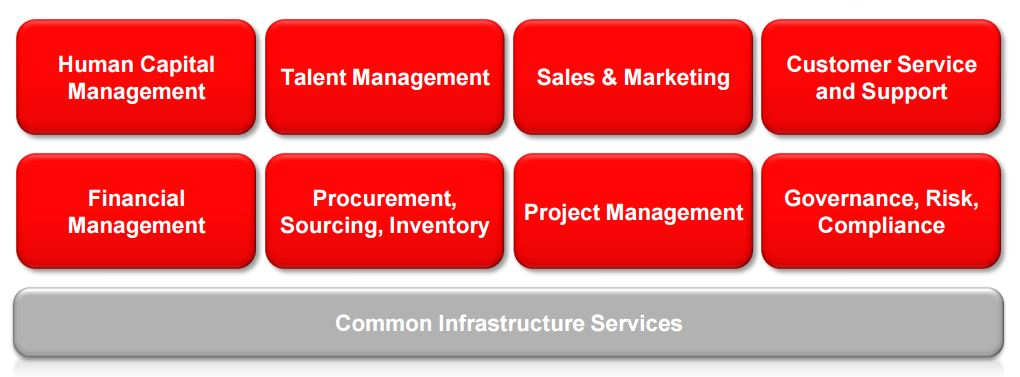 Human Capital
Management
Talent Management
Sales & Marketing
Customer Service
and Support
Financial
Management
Procurement,
Sourcing, Inventory
Project Management
Governance, Risk,
Compliance
Common Infrastructure Services